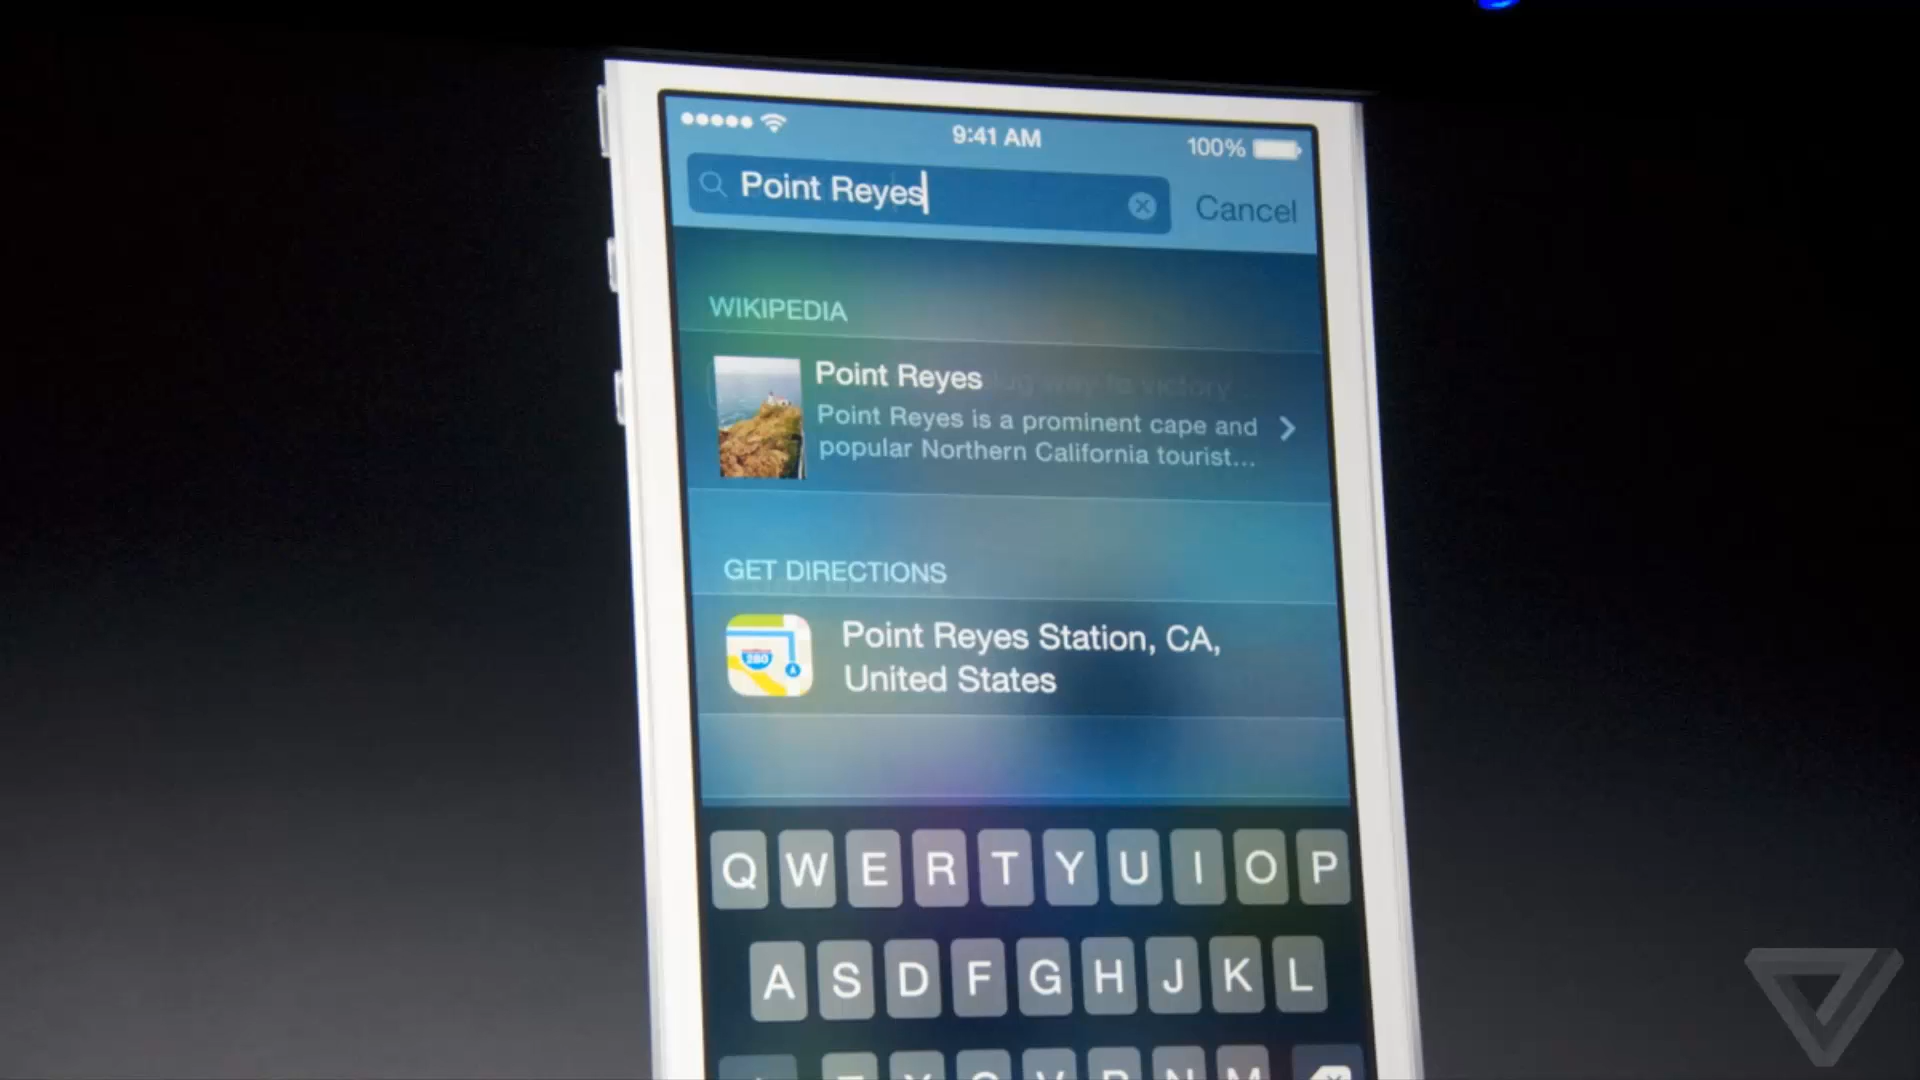 9:41 AM
100%
Point Reyes
Cancel
WIKIPEDIA
Point Reyes
Point Reyes is a prominent cape and
popular Northern California tourist...
GET DIRECTIONS
280
A
Point Reyes Station, CA,
United States
Q W E R T Y U I O P
A S D F G H J K L